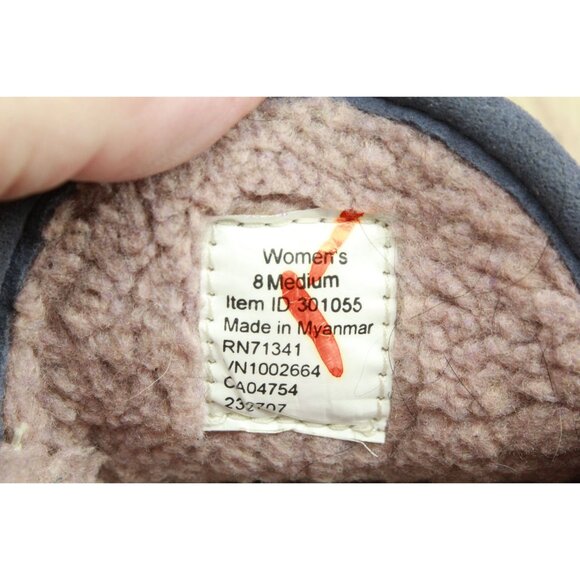 Women's
8 Medium
Item ID 301055
Made in Myanmar
RN71341
VN1002664
CA04754